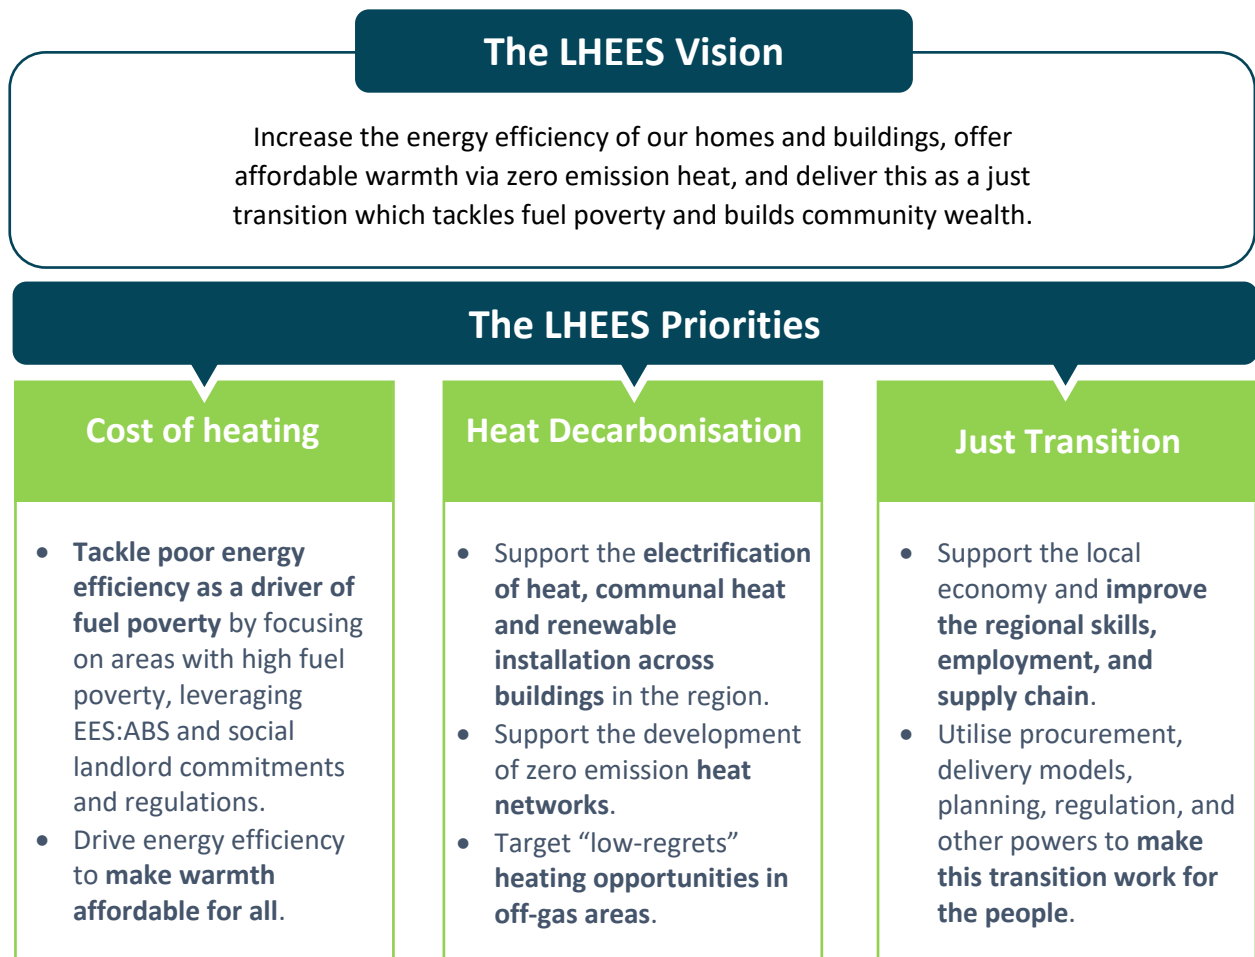 The LHEES Vision
Increase the energy efficiency of our homes and buildings, offer
affordable warmth via zero emission heat, and deliver this as a just
transition which tackles fuel poverty and builds community wealth.
The LHEES Priorities
Cost of heating
• Tackle poor energy
efficiency as a driver of
fuel poverty by focusing
on areas with high fuel
poverty, leveraging
EES:ABS and social
landlord commitments
and regulations.
• Drive energy efficiency
to make warmth
affordable for all.
Heat Decarbonisation
• Support the electrification
of heat, communal heat
and renewable
installation across
buildings in the region.
• Support the development
of zero emission heat
networks.
• Target “low-regrets”
heating opportunities in
off-gas areas.
Just Transition
• Support the local
economy and improve
the regional skills,
employment, and
supply chain.
• Utilise procurement,
delivery models,
planning, regulation, and
other powers to make
this transition work for
the people.